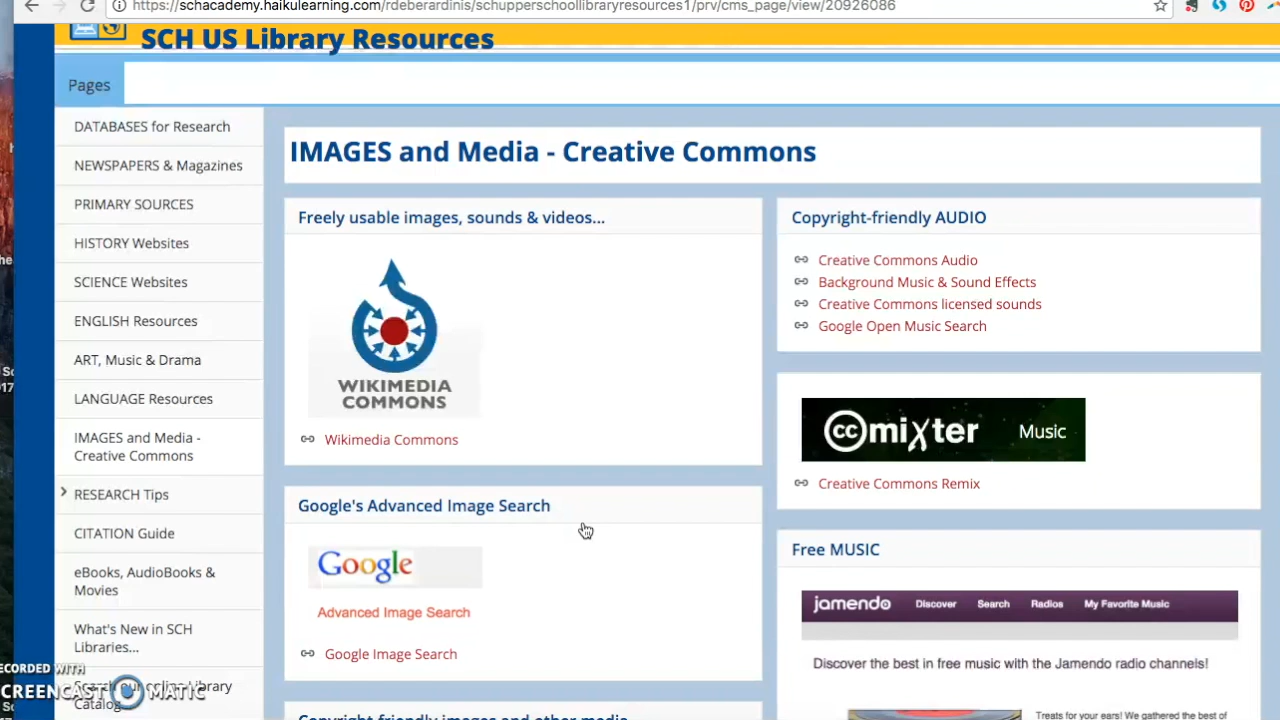 https://schacademy.haikulearning.com/rdeberardinis/schupperschoollibraryresources1/prv/cms_page/view/20926086
SCH US Library Resources
Pages
DATABASES for Research
NEWSPAPERS & Magazines
PRIMARY SOURCES
HISTORY Websites
SCIENCE Websites
ENGLISH Resources
ART, Music & Drama
LANGUAGE Resources
IMAGES and Media -
Creative Commons
RESEARCH Tips
CITATION Guide
eBooks, AudioBooks &
Movies
What's New in SCH
Libraries...
Search our online Library
Catalog
IMAGES and Media - Creative Commons
Freely usable images, sounds & videos...
WIKIMEDIA
COMMONS
Wikimedia Commons
Google's Advanced Image Search
Google
Advanced Image Search
Google Image Search
Copyright-friendly images and other media
Copyright-friendly AUDIO
Creative Commons Audio
Background Music & Sound Effects
Creative Commons licensed sounds
Google Open Music Search
cc mixter Music
Creative Commons Remix
Free MUSIC
jamendo Discover Search Radios My Favorite Music
Discover the best in free music with the Jamendo radio channels!
Treats for your ears! We gathered the best of
RECORDED WITH
SCREENCAST MATIC